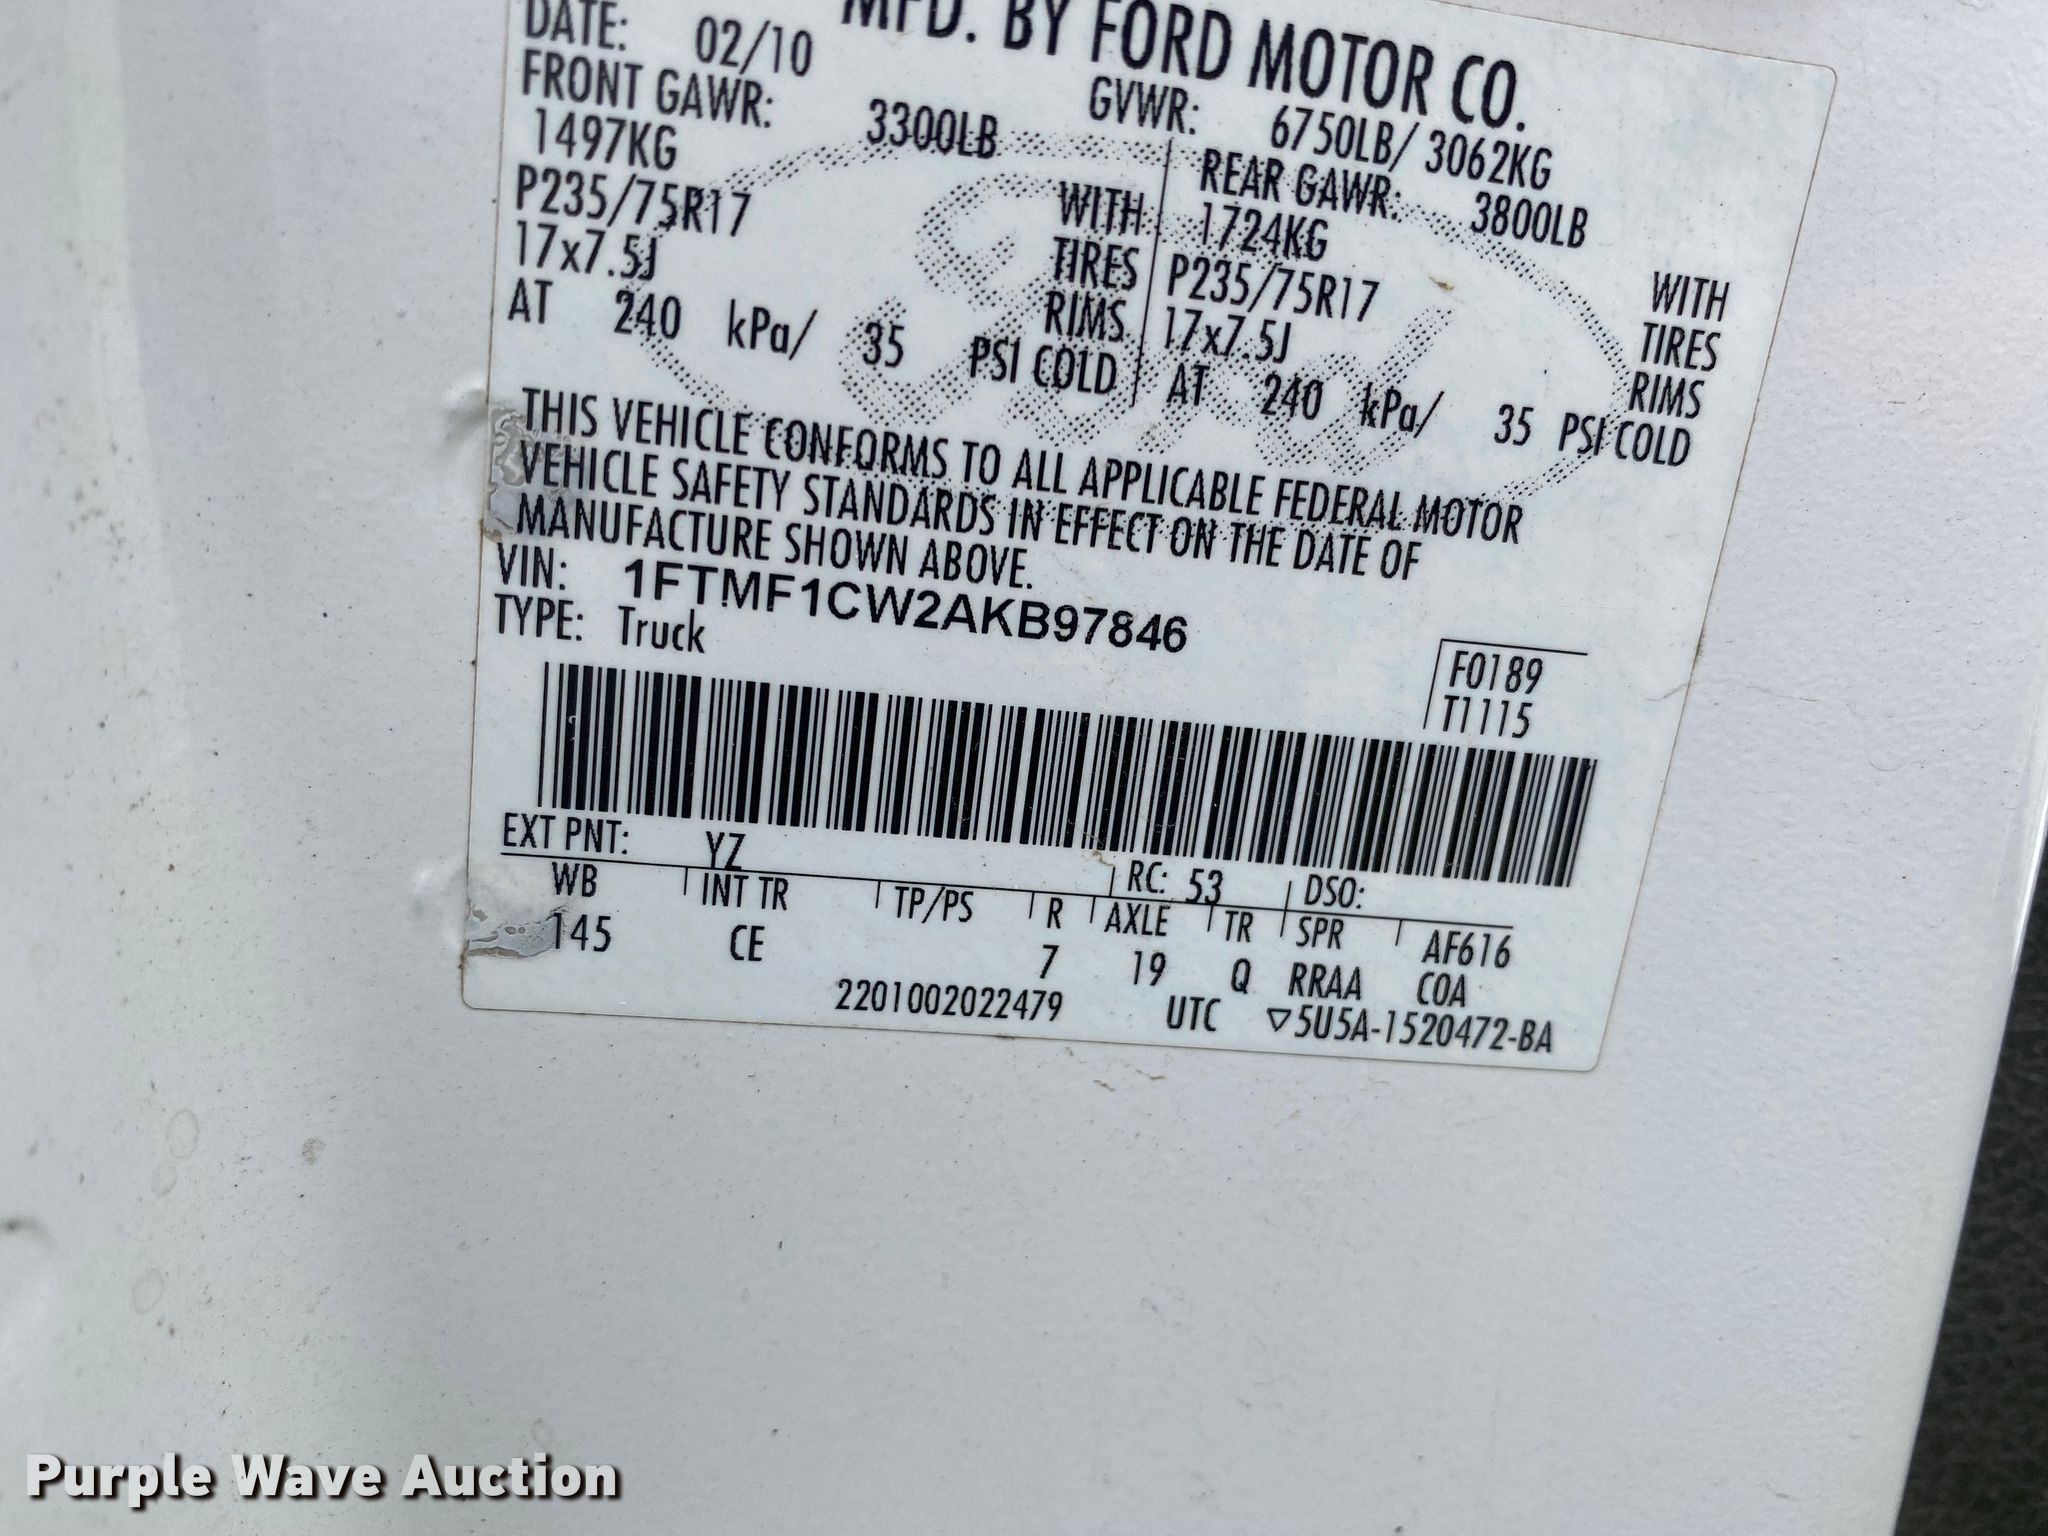 MFD. BY FORD MOTOR CO.
DATE: 02/10
GVWR: 6750LB/ 3062KG
FRONT GAWR: 3300LB
1497KG WITH
P235/75R17 TIRES
17x7.5J RIMS
AT 240 kPa/ 35 PSI COLD
REAR GAWR: 3800LB
1724KG WITH
P235/75R17 TIRES
17x7.5J RIMS
AT 240 kPa/ 35 PSI COLD
THIS VEHICLE CONFORMS TO ALL APPLICABLE FEDERAL MOTOR
VEHICLE SAFETY STANDARDS IN EFFECT ON THE DATE OF
MANUFACTURE SHOWN ABOVE.
VIN: 1FTMF1CW2AKB97846
TYPE: Truck
F0189
T1115
EXT PNT: YZ RC: 53 DSO:
WB INT TR TP/PS R AXLE TR SPR AF616
145 CE 7 19 Q RRAA COA
2201002022479 UTC ▽5U5A-1520472-BA
Purple Wave Auction